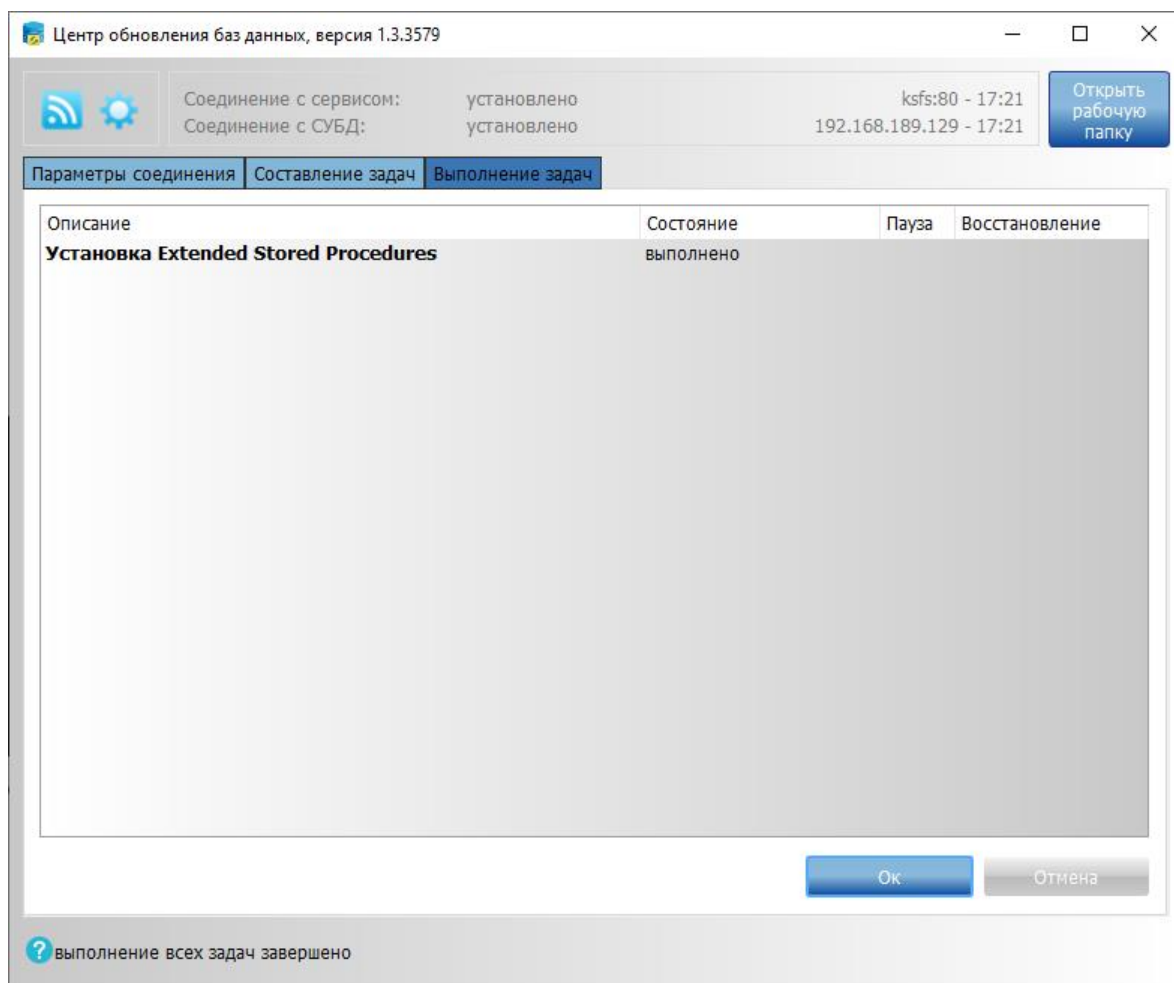 Центр обновления баз данных, версия 1.3.3579
Соединение с сервисом: установлено ksfs:80 - 17:21
Соединение с СУБД: установлено 192.168.189.129 - 17:21
Открыть
рабочую
папку
Параметры соединения Составление задач Выполнение задач
Описание Состояние Пауза Восстановление
Установка Extended Stored Procedures выполнено
Ок Отмена
выполнение всех задач завершено